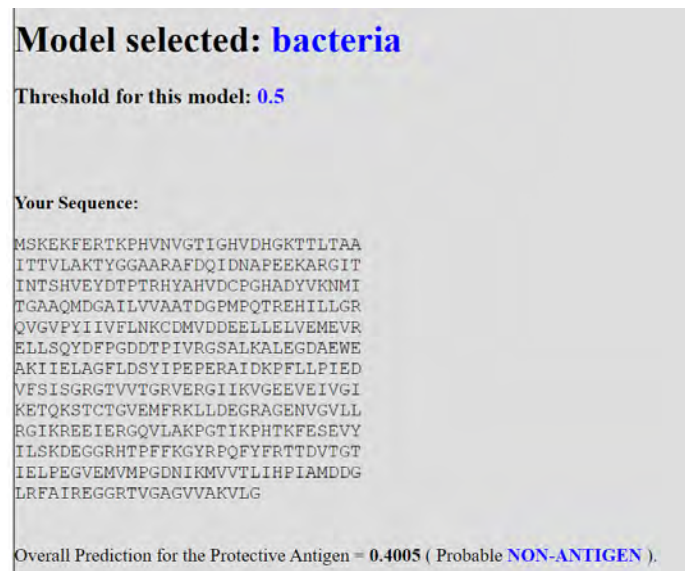 Model selected: bacteria
Threshold for this model: 0.5
Your Sequence:
MSKEKFERTKPHVNVGTIGHVDHGKTTLTAA
ITTVLAKTYGGAARAFDQIDNAPEEKARGIT
INTSHVEYDTPTRHYAHVDCPGHADYVKNMI
TGAAQMDGAILVVAATDGPMPQTREHILLGR
QVGVPYIIVFLNKCDMVDDEELLELVEMEVR
ELLSQYDFPGDDTPIVRGSALKALEGDAEWE
AKIIELAGFLDSYIPEPERAIDKPFLLPIED
VFSISGRGTVVTGRVERGIIKVGEEVEIVGI
KETQKSTCTGVEMFRKLLDEGRAGENVGVLL
RGIKREEIERGQVLAKPGTIKPHTKFESEVY
ILSKDEGGRHTPFFKGYRPQFYFRTTDVTGT
IELPEGVEMVMPGDNIKMVVTLIHPIAMDDG
LRFAIREGGRTVGAGVVAKVLG
Overall Prediction for the Protective Antigen = 0.4005 ( Probable NON-ANTIGEN ).